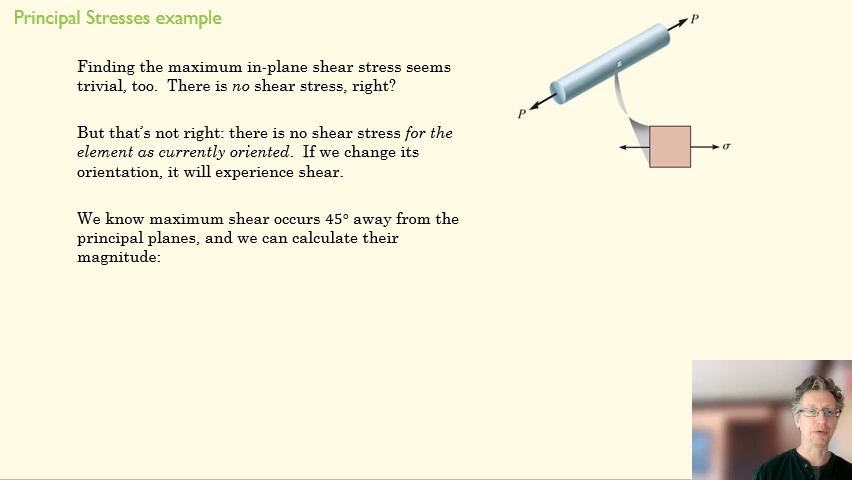 Principal Stresses example
Finding the maximum in-plane shear stress seems
trivial, too. There is no shear stress, right?
But that's not right: there is no shear stress for the
element as currently oriented. If we change its
orientation, it will experience shear.
We know maximum shear occurs 45° away from the
principal planes, and we can calculate their
magnitude:
P
P
σ